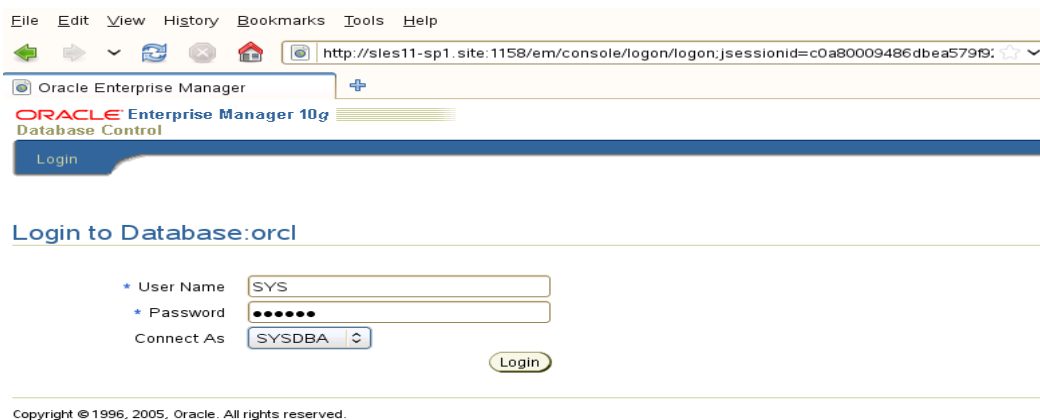 File Edit View History Bookmarks Tools Help
http://sles11-sp1.site:1158/em/console/logon/logon;jsessionid=c0a80009486dbea579f92
Oracle Enterprise Manager
ORACLE Enterprise Manager 10g
Database Control
Login
Login to Database:orcl
* User Name SYS
* Password ●●●●●●
Connect As SYSDBA
Login
Copyright © 1996, 2005, Oracle. All rights reserved.